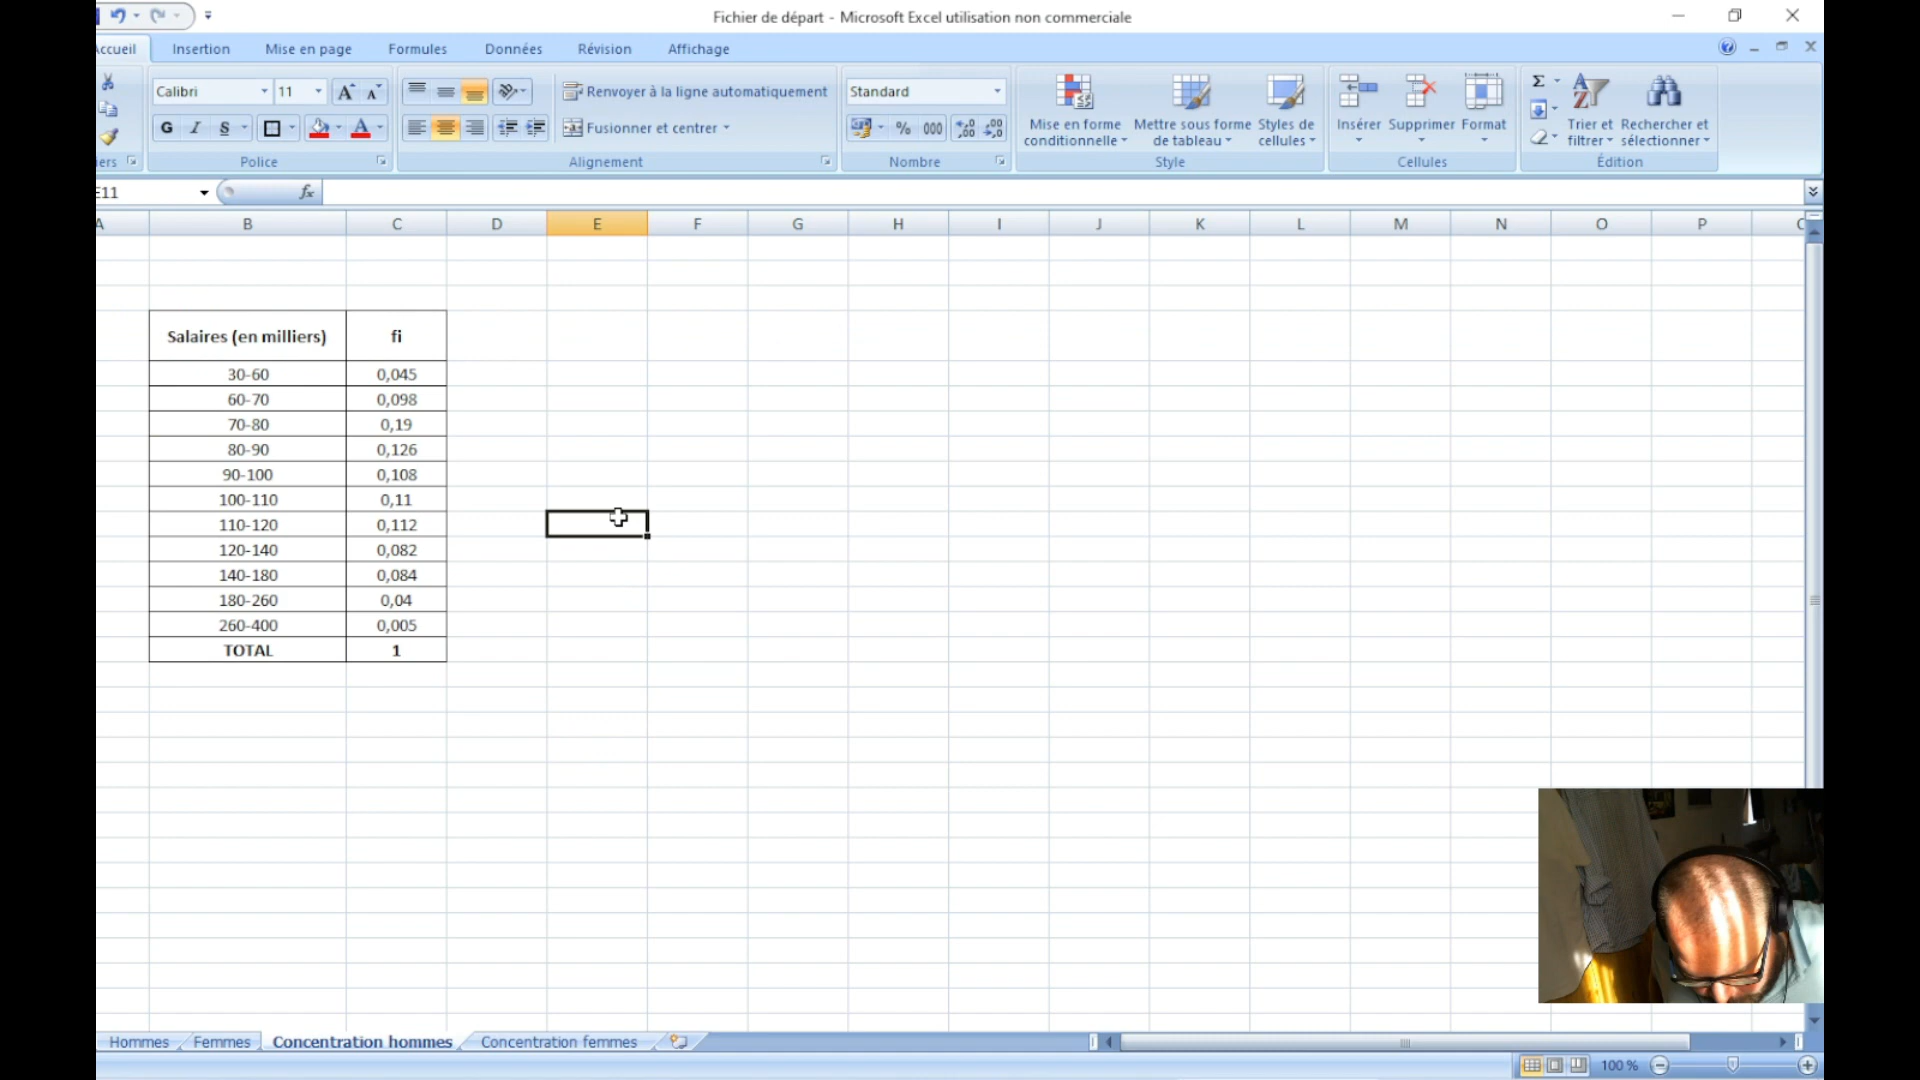 Fichier de départ - Microsoft Excel utilisation non commerciale
Accueil Insertion Mise en page Formules Données Révision Affichage
Calibri 11 Renvoyer à la ligne automatiquement Standard
G I S Fusionner et centrer % 000
Mise en forme conditionnelle
Mettre sous forme de tableau
Styles de cellules
Insérer Supprimer Format
Σ Trier et filtrer
Rechercher et sélectionner
Police Alignement Nombre Style Cellules Édition
E11 fx
A B C D E F G H I J K L M N O P
Salaires (en milliers) fi
30-60 0,045
60-70 0,098
70-80 0,19
80-90 0,126
90-100 0,108
100-110 0,11
110-120 0,112
120-140 0,082
140-180 0,084
180-260 0,04
260-400 0,005
TOTAL 1
Hommes Femmes Concentration hommes Concentration femmes
100 %